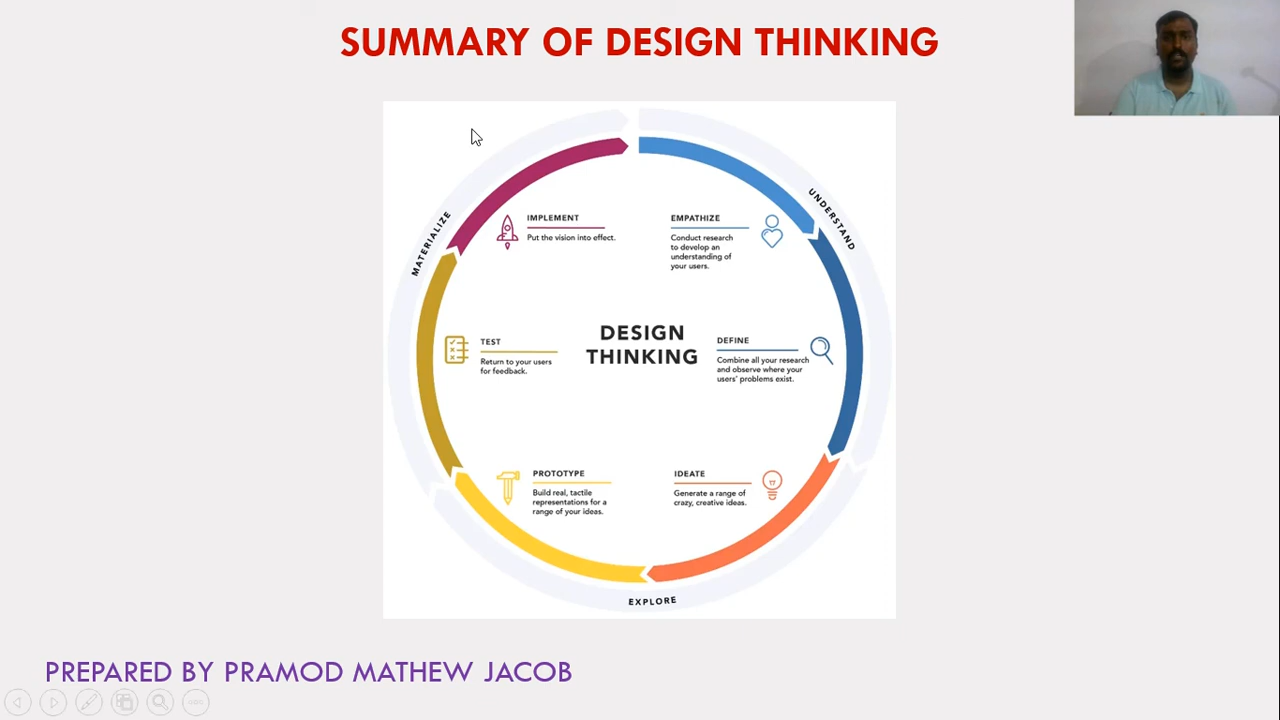 SUMMARY OF DESIGN THINKING
UNDERSTAND
MATERIALIZE
EXPLORE
DESIGN
THINKING
EMPATHIZE
Conduct research
to develop an
understanding of
your users.
DEFINE
Combine all your research
and observe where your
users' problems exist.
IDEATE
Generate a range of
crazy, creative ideas.
PROTOTYPE
Build real, tactile
representations for a
range of your ideas.
TEST
Return to your users
for feedback.
IMPLEMENT
Put the vision into effect.
PREPARED BY PRAMOD MATHEW JACOB